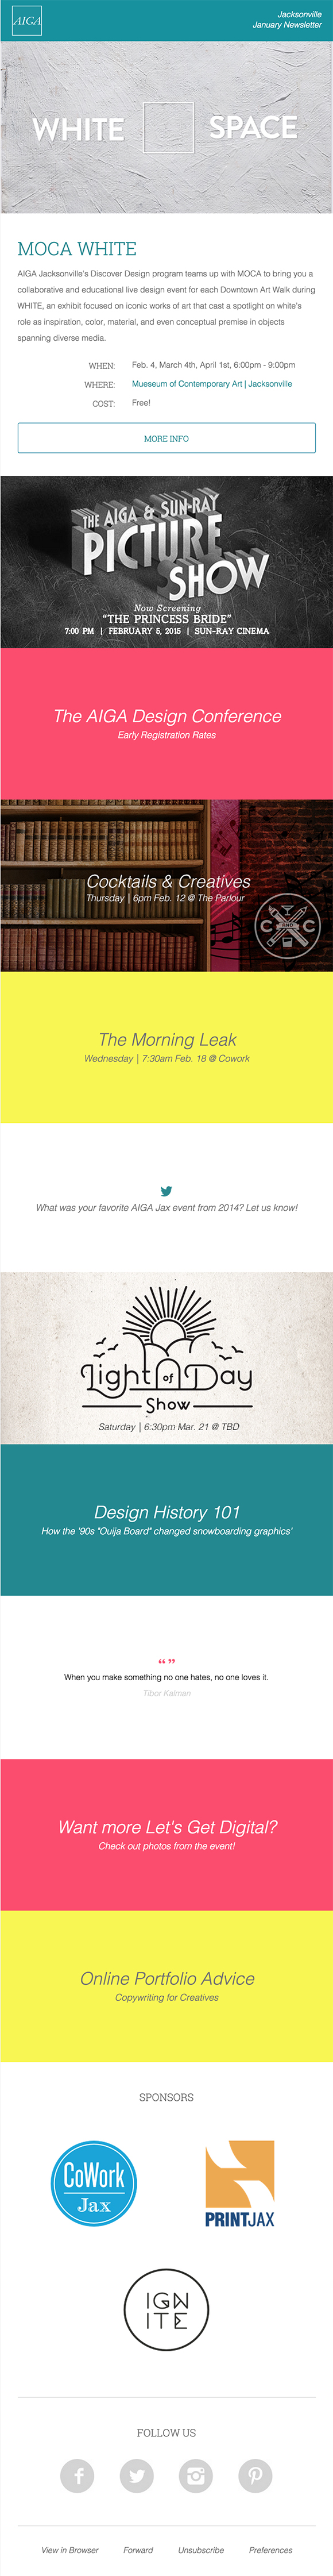 AIGA
Jacksonville
January Newsletter
WHITE SPACE
MOCA WHITE
AIGA Jacksonville's Discover Design program teams up with MOCA to bring you a
collaborative and educational live design event for each Downtown Art Walk during
WHITE, an exhibit focused on iconic works of art that cast a spotlight on white's
role as inspiration, color, material, and even conceptual premise in objects
spanning diverse media.
WHEN: Feb. 4, March 4th, April 1st, 6:00pm - 9:00pm
WHERE: Mueseum of Contemporary Art | Jacksonville
COST: Free!
MORE INFO
THE AIGA & SUN-RAY
PICTURE
SHOW
Now Screening
"THE PRINCESS BRIDE"
7:00 PM | FEBRUARY 5, 2015 | SUN-RAY CINEMA
The AIGA Design Conference
Early Registration Rates
Cocktails & Creatives
Thursday | 6pm Feb. 12 @ The Parlour
C AND C
The Morning Leak
Wednesday | 7:30am Feb. 18 @ Cowork
What was your favorite AIGA Jax event from 2014? Let us know!
Light of Day
Show
Saturday | 6:30pm Mar. 21 @ TBD
Design History 101
How the '90s "Ouija Board" changed snowboarding graphics'
“ ”
When you make something no one hates, no one loves it.
Tibor Kalman
Want more Let's Get Digital?
Check out photos from the event!
Online Portfolio Advice
Copywriting for Creatives
SPONSORS
CoWork
Jax
PRINTJAX
IGN
ITE
FOLLOW US
View in Browser Forward Unsubscribe Preferences